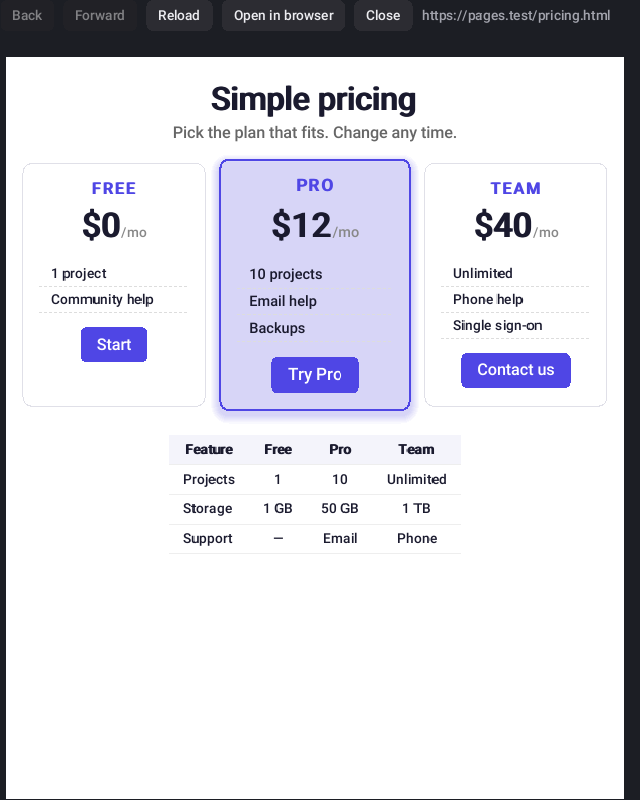 Back Forward Reload Open in browser Close https://pages.test/pricing.html
Simple pricing
Pick the plan that fits. Change any time.
FREE
$0/mo
1 project
Community help
Start
PRO
$12/mo
10 projects
Email help
Backups
Try Pro
TEAM
$40/mo
Unlimited
Phone help
Single sign-on
Contact us
Feature Free Pro Team
Projects 1 10 Unlimited
Storage 1 GB 50 GB 1 TB
Support — Email Phone